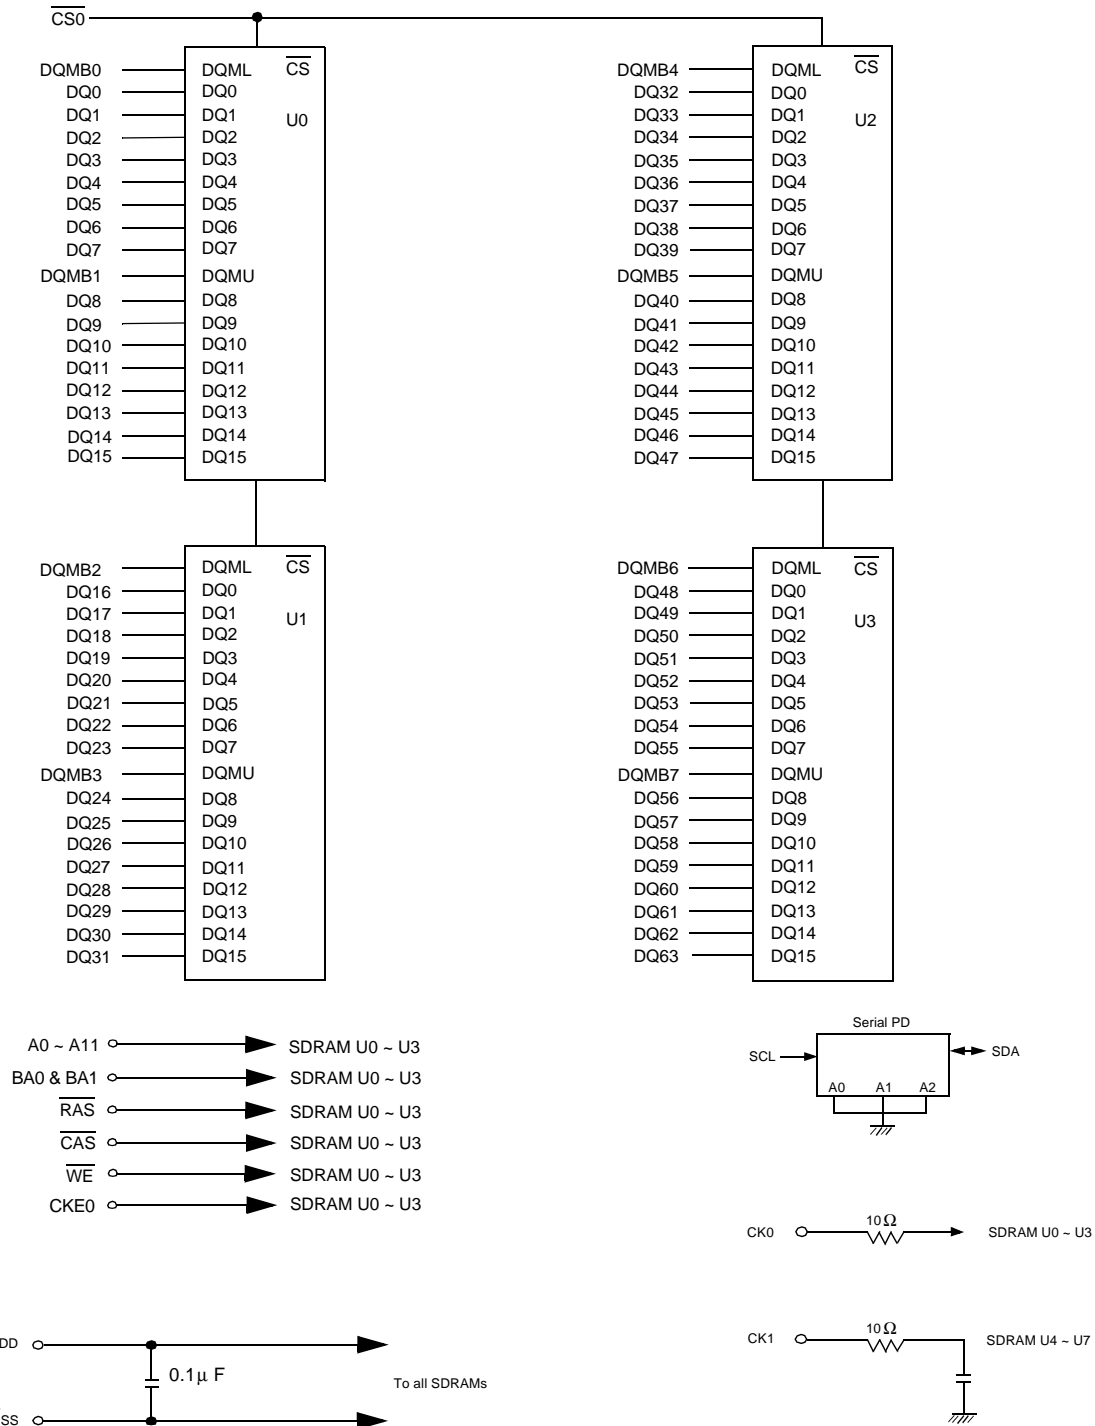 CS0
DQMB0 DQML CS
DQ0 DQ0
DQ1 DQ1 U0
DQ2 DQ2
DQ3 DQ3
DQ4 DQ4
DQ5 DQ5
DQ6 DQ6
DQ7 DQ7
DQMB1 DQMU
DQ8 DQ8
DQ9 DQ9
DQ10 DQ10
DQ11 DQ11
DQ12 DQ12
DQ13 DQ13
DQ14 DQ14
DQ15 DQ15
DQMB4 DQML CS
DQ32 DQ0
DQ33 DQ1 U2
DQ34 DQ2
DQ35 DQ3
DQ36 DQ4
DQ37 DQ5
DQ38 DQ6
DQ39 DQ7
DQMB5 DQMU
DQ40 DQ8
DQ41 DQ9
DQ42 DQ10
DQ43 DQ11
DQ44 DQ12
DQ45 DQ13
DQ46 DQ14
DQ47 DQ15
DQMB2 DQML CS
DQ16 DQ0
DQ17 DQ1 U1
DQ18 DQ2
DQ19 DQ3
DQ20 DQ4
DQ21 DQ5
DQ22 DQ6
DQ23 DQ7
DQMB3 DQMU
DQ24 DQ8
DQ25 DQ9
DQ26 DQ10
DQ27 DQ11
DQ28 DQ12
DQ29 DQ13
DQ30 DQ14
DQ31 DQ15
DQMB6 DQML CS
DQ48 DQ0
DQ49 DQ1 U3
DQ50 DQ2
DQ51 DQ3
DQ52 DQ4
DQ53 DQ5
DQ54 DQ6
DQ55 DQ7
DQMB7 DQMU
DQ56 DQ8
DQ57 DQ9
DQ58 DQ10
DQ59 DQ11
DQ60 DQ12
DQ61 DQ13
DQ62 DQ14
DQ63 DQ15
A0 ~ A11 SDRAM U0 ~ U3
BA0 & BA1 SDRAM U0 ~ U3
RAS SDRAM U0 ~ U3
CAS SDRAM U0 ~ U3
WE SDRAM U0 ~ U3
CKE0 SDRAM U0 ~ U3
Serial PD
SCL SDA
A0 A1 A2
CK0 10Ω SDRAM U0 ~ U3
CK1 10Ω SDRAM U4 ~ U7
DD
0.1μ F
To all SDRAMs
SS